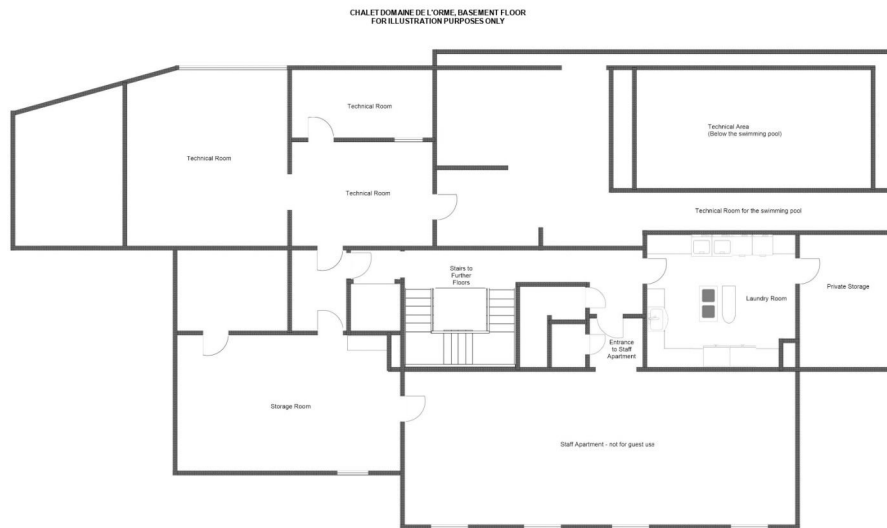 CHALET DOMAINE DE L'ORME, BASEMENT FLOOR
FOR ILLUSTRATION PURPOSES ONLY
Technical Room
Technical Area
(Below the swimming pool)
Technical Room
Technical Room
Technical Room for the swimming pool
Stairs to
Further
Floors
Private Storage
Laundry Room
Entrance
to Staff
Apartment
Storage Room
Staff Apartment - not for guest use